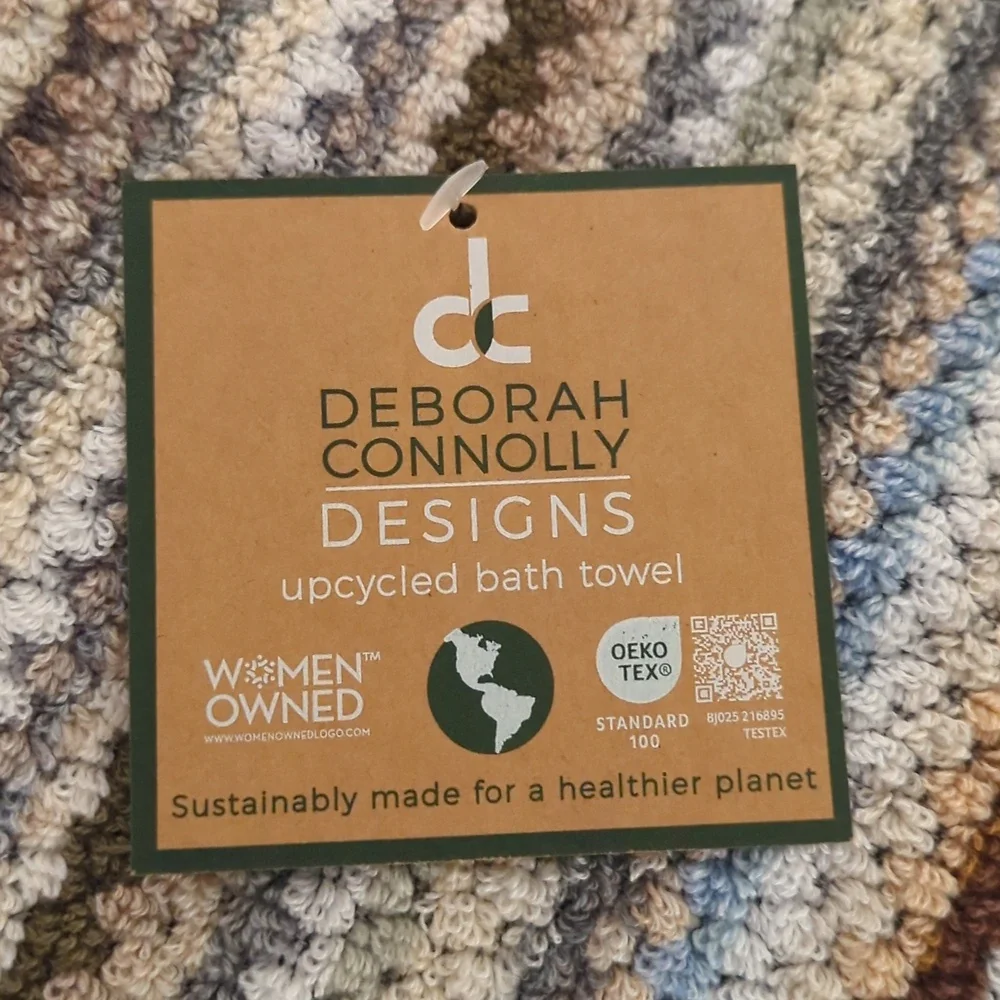 dc
DEBORAH
CONNOLLY
DESIGNS
upcycled bath towel
WOMEN™
OWNED
WWW.WOMENOWNEDLOGO.COM
OEKO
TEX®
STANDARD
100
BJ025 216895
TESTEX
Sustainably made for a healthier planet